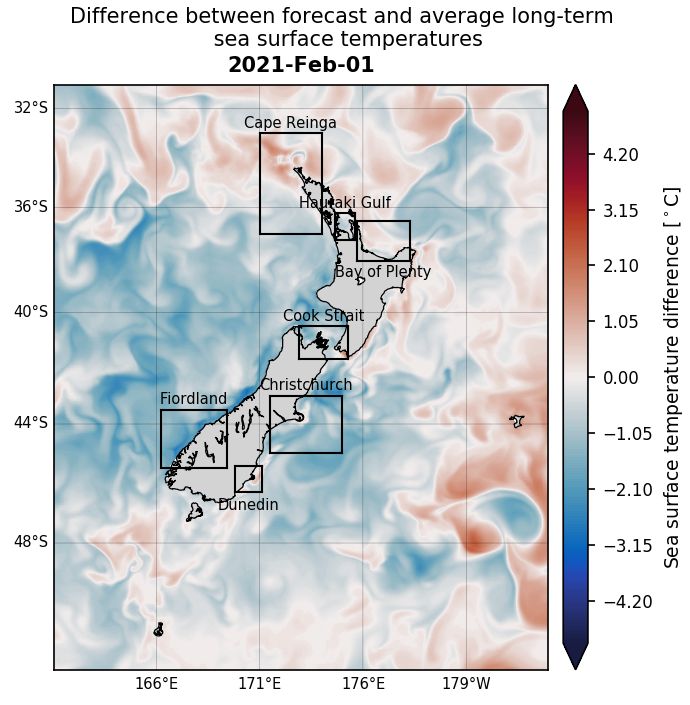 Difference between forecast and average long-term
sea surface temperatures
2021-Feb-01
32°S
36°S
40°S
44°S
48°S
166°E
171°E
176°E
179°W
Cape Reinga
Hauraki Gulf
Bay of Plenty
Cook Strait
Christchurch
Fiordland
Dunedin
4.20
3.15
2.10
1.05
0.00
−1.05
−2.10
−3.15
−4.20
Sea surface temperature difference [°C]